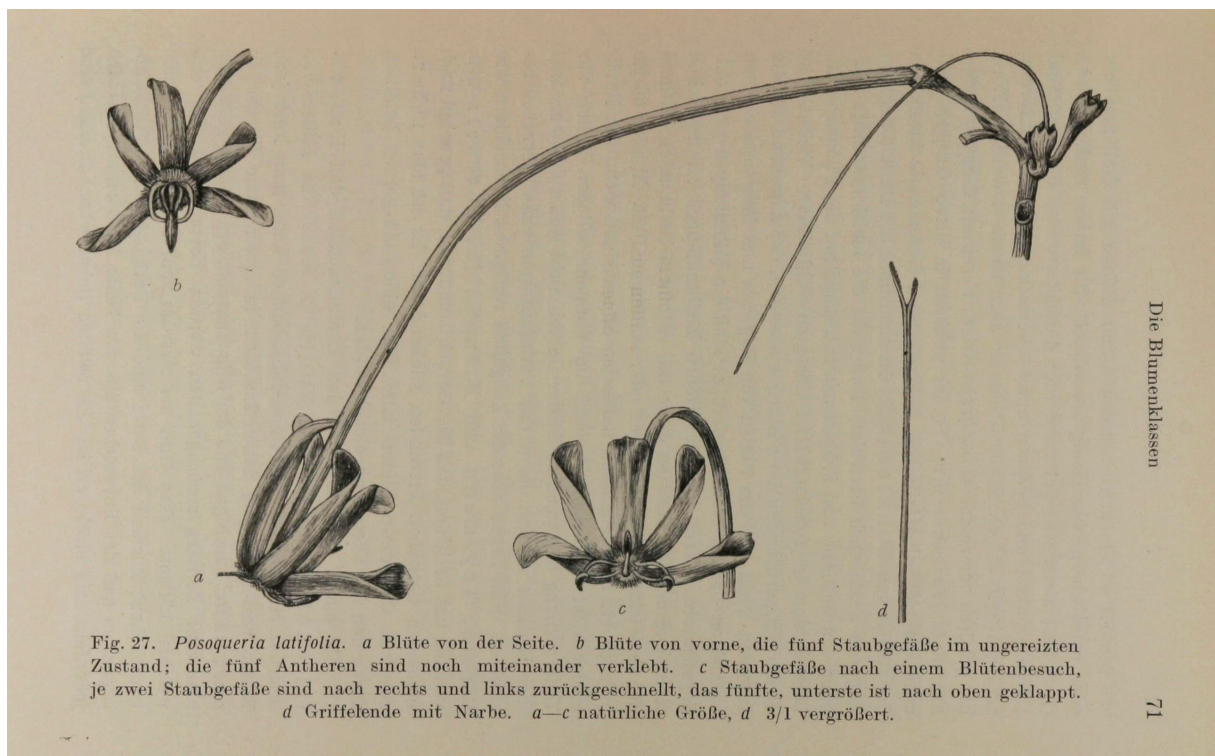 b
a
c
d
Fig. 27. Posoqueria latifolia. a Blüte von der Seite. b Blüte von vorne, die fünf Staubgefäße im ungereizten
Zustand; die fünf Antheren sind noch miteinander verklebt. c Staubgefäße nach einem Blütenbesuch,
je zwei Staubgefäße sind nach rechts und links zurückgeschnellt, das fünfte, unterste ist nach oben geklappt.
d Griffelende mit Narbe. a—c natürliche Größe, d 3/1 vergrößert.
Die Blumenklassen
71